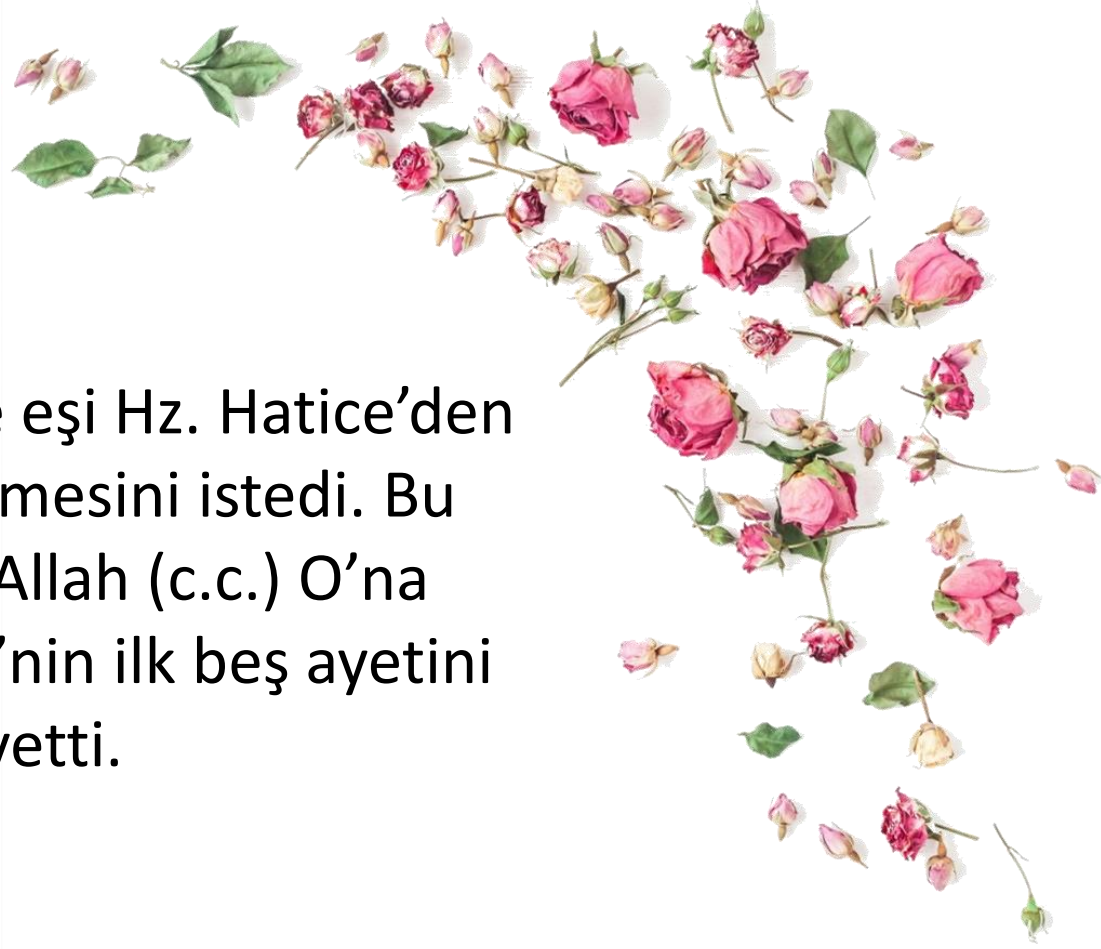 eşi Hz. Hatice’den
mesini istedi. Bu
Allah (c.c.) O’na
’nin ilk beş ayetini
yetti.